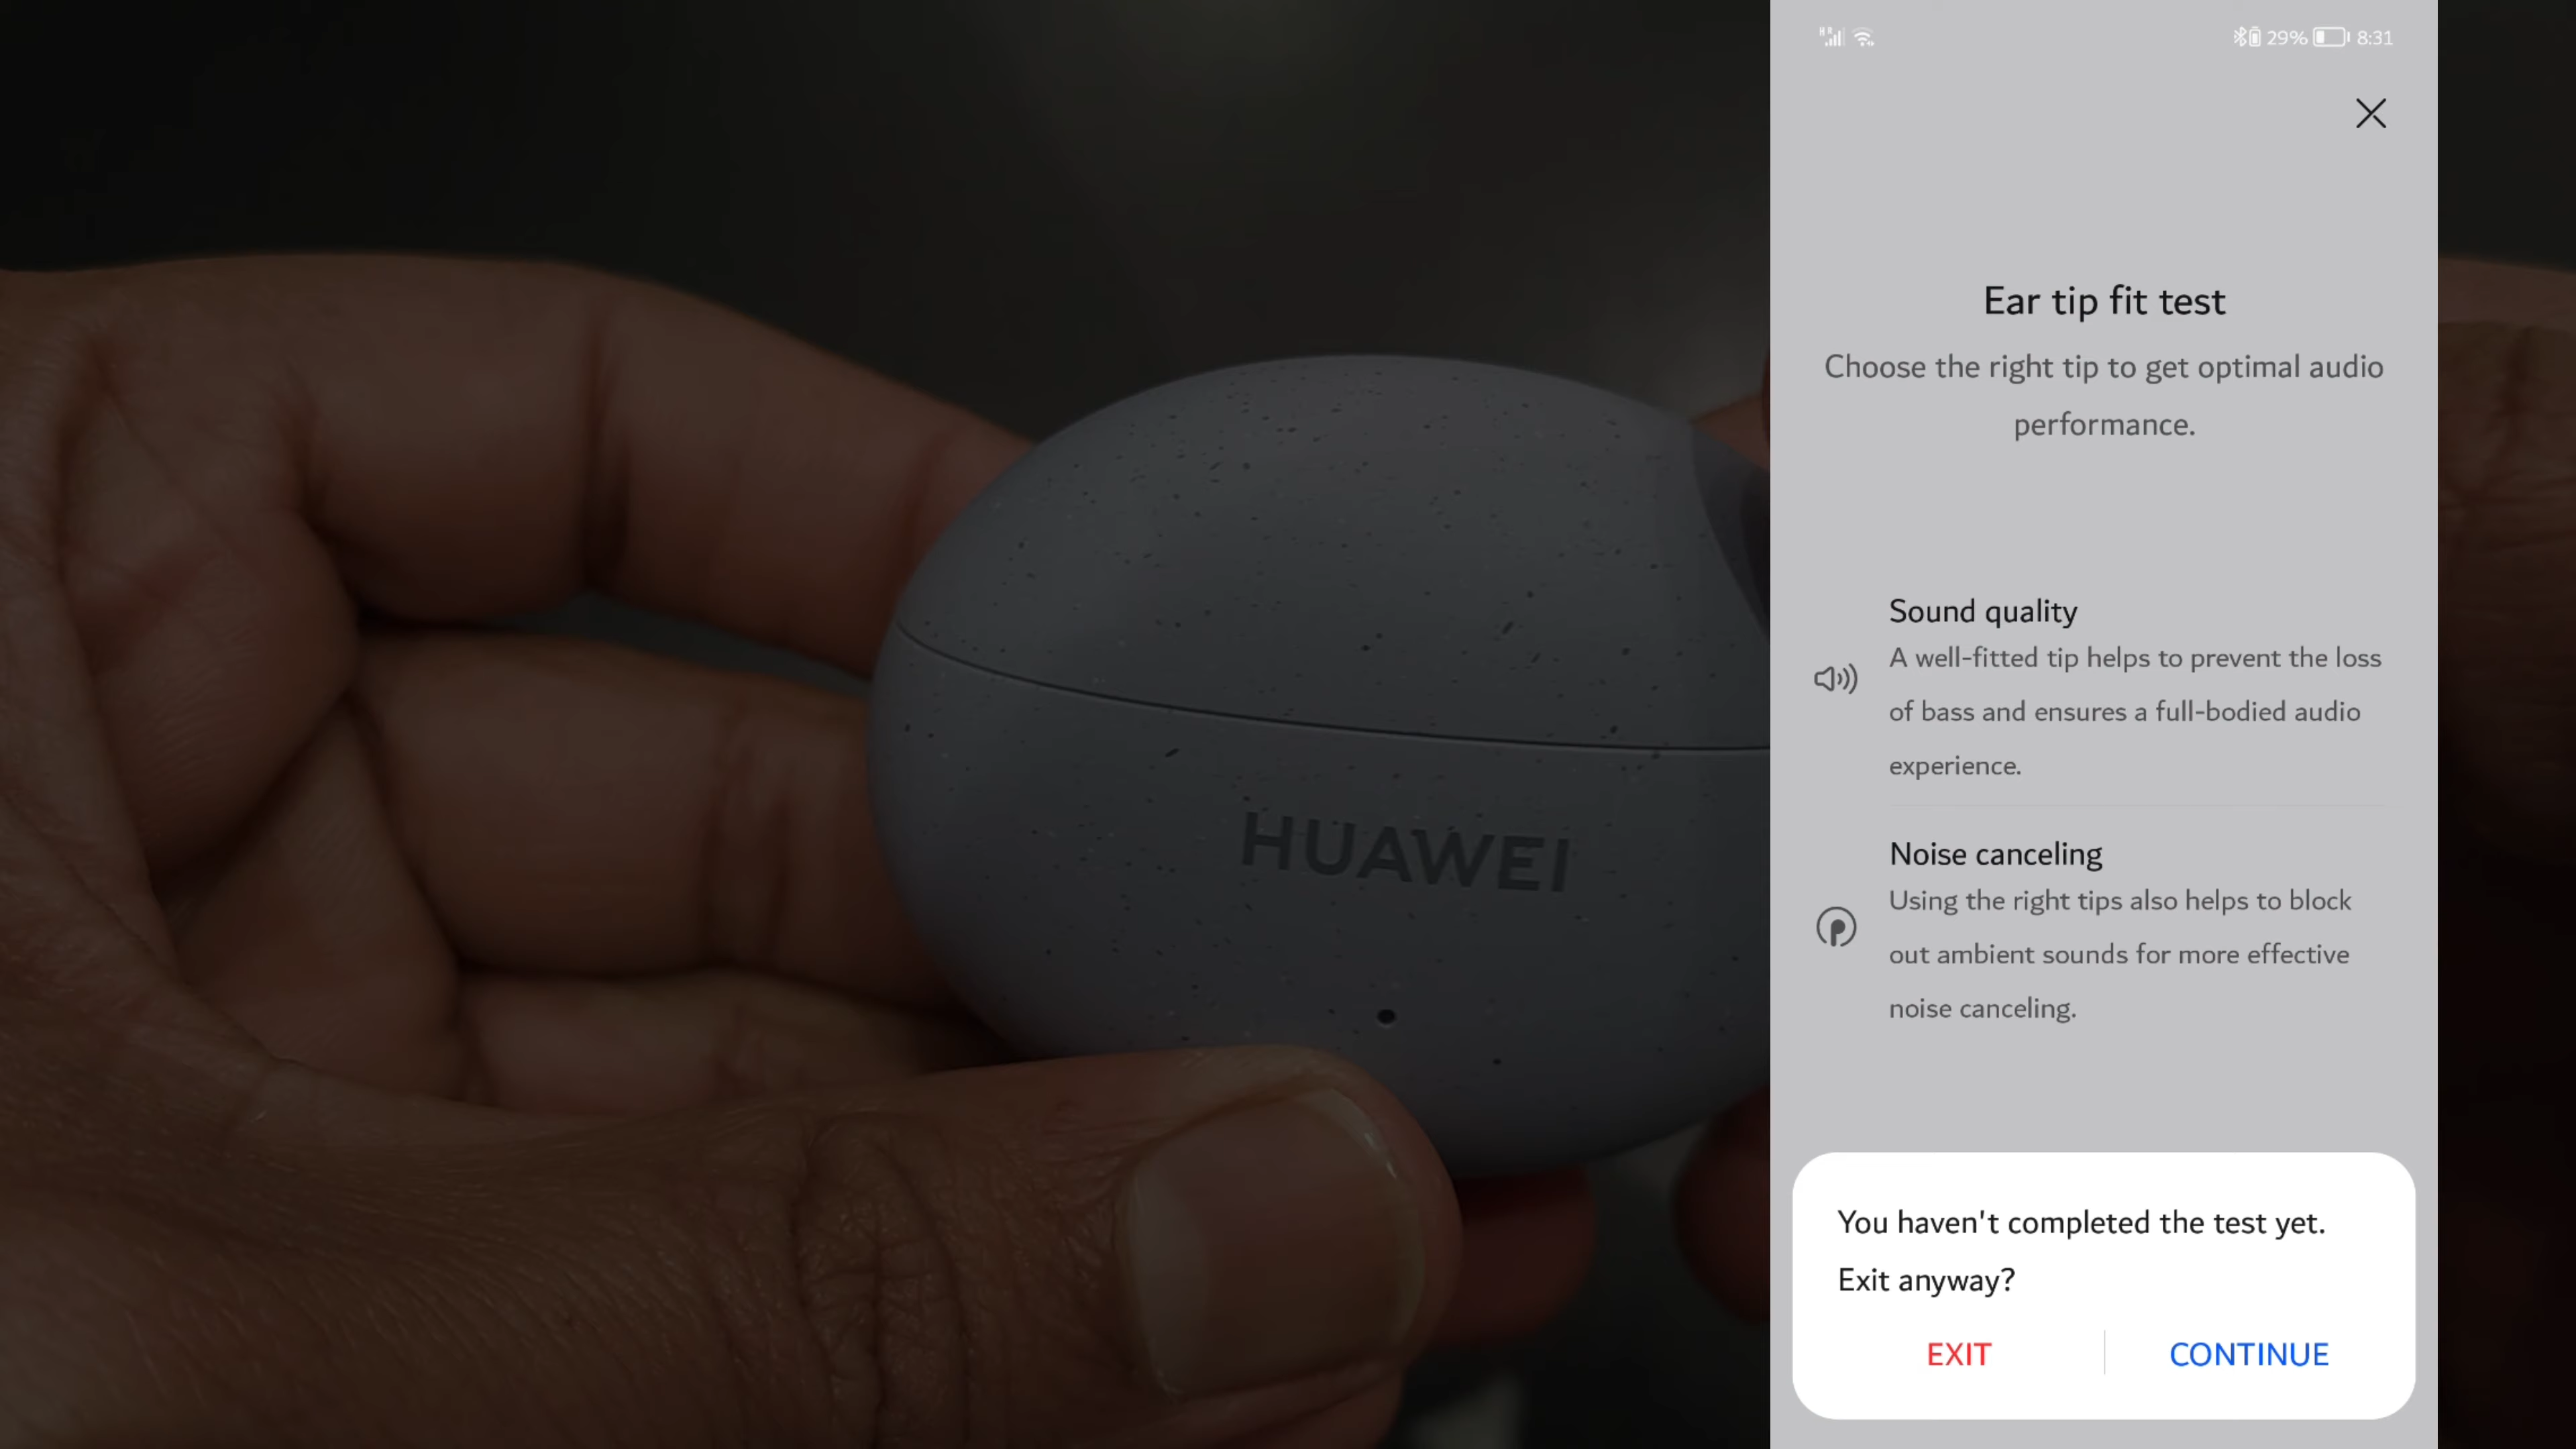 29% 8:31
Ear tip fit test
Choose the right tip to get optimal audio
performance.
Sound quality
A well-fitted tip helps to prevent the loss
of bass and ensures a full-bodied audio
experience.
HUAWEI
Noise canceling
Using the right tips also helps to block
out ambient sounds for more effective
noise canceling.
You haven't completed the test yet.
Exit anyway?
EXIT
CONTINUE